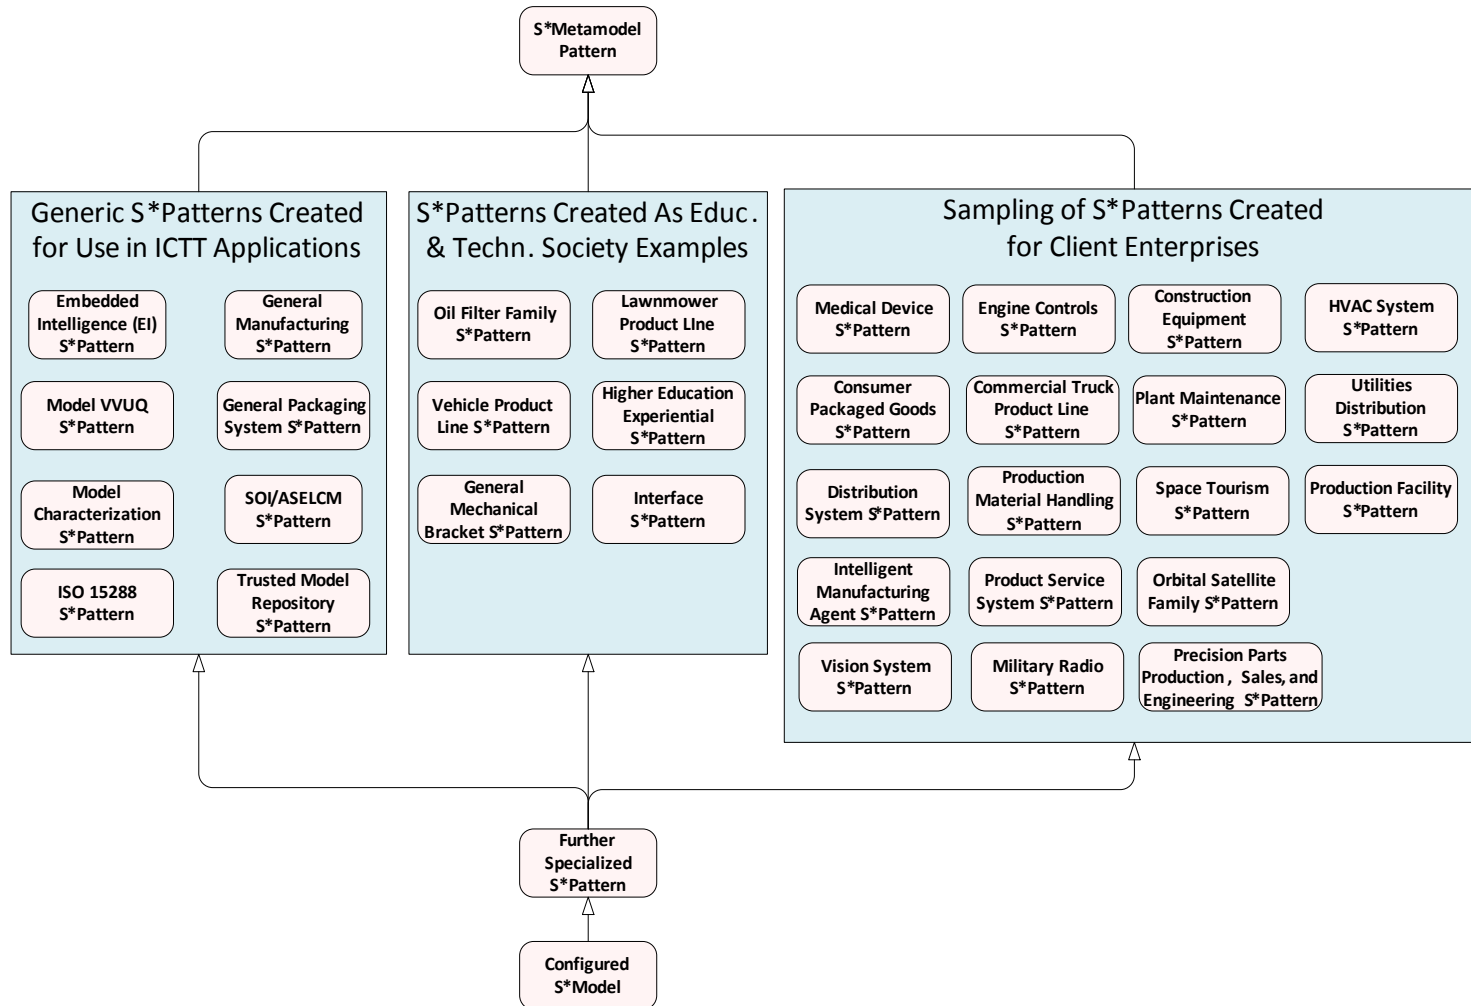 S*Metamodel
Pattern
Generic S*Patterns Created
for Use in ICTT Applications
Embedded
Intelligence (EI)
S*Pattern
General
Manufacturing
S*Pattern
Model VVUQ
S*Pattern
General Packaging
System S*Pattern
Model
Characterization
S*Pattern
SOI/ASELCM
S*Pattern
ISO 15288
S*Pattern
Trusted Model
Repository
S*Pattern
S*Patterns Created As Educ.
& Techn. Society Examples
Oil Filter Family
S*Pattern
Lawnmower
Product LIne
S*Pattern
Vehicle Product
Line S*Pattern
Higher Education
Experiential
S*Pattern
General
Mechanical
Bracket S*Pattern
Interface
S*Pattern
Sampling of S*Patterns Created
for Client Enterprises
Medical Device
S*Pattern
Engine Controls
S*Pattern
Construction
Equipment
S*Pattern
HVAC System
S*Pattern
Consumer
Packaged Goods
S*Pattern
Commercial Truck
Product Line
S*Pattern
Plant Maintenance
S*Pattern
Utilities
Distribution
S*Pattern
Distribution
System S*Pattern
Production
Material Handling
S*Pattern
Space Tourism
S*Pattern
Production Facility
S*Pattern
Intelligent
Manufacturing
Agent S*Pattern
Product Service
System S*Pattern
Orbital Satellite
Family S*Pattern
Vision System
S*Pattern
Military Radio
S*Pattern
Precision Parts
Production, Sales, and
Engineering S*Pattern
Further
Specialized
S*Pattern
Configured
S*Model